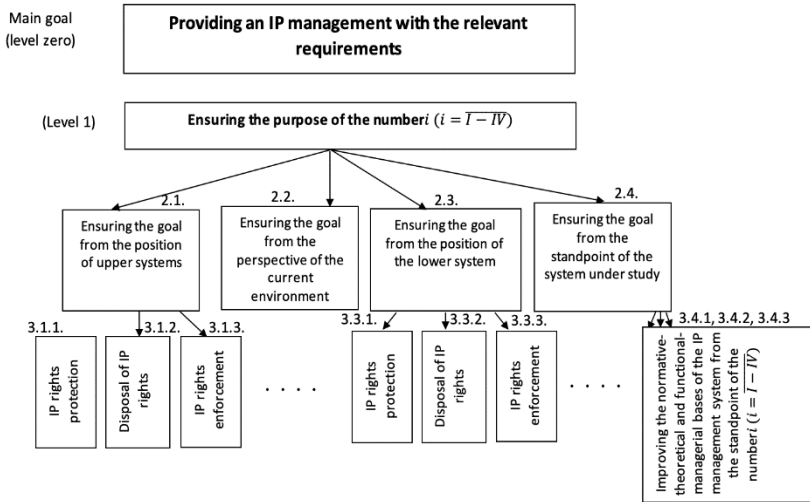 Main goal
(level zero)
Providing an IP management with the relevant
requirements
(Level 1)
Ensuring the purpose of the number𝑖 (𝑖 = I̅ ̅−̅ ̅I̅V̅)
2.1.
2.2.
2.3.
2.4.
Ensuring the goal
from the position
of upper systems
Ensuring the goal
from the
perspective of the
current
environment
Ensuring the goal
from the position of
the lower system
Ensuring the goal
from the
standpoint of the
system under study
3.1.1.
3.1.2.
3.1.3.
3.3.1.
3.3.2.
3.3.3.
3.4.1, 3.4.2, 3.4.3
IP rights
protection
Disposal of IP
rights
IP rights
enforcement
. . . .
IP rights
protection
Disposal of IP
rights
IP rights
enforcement
. . . .
Improving the normative-
theoretical and functional-
managerial bases of the IP
management system from
the standpoint of the
number𝑖 (𝑖 = I̅ ̅−̅ ̅I̅V̅)